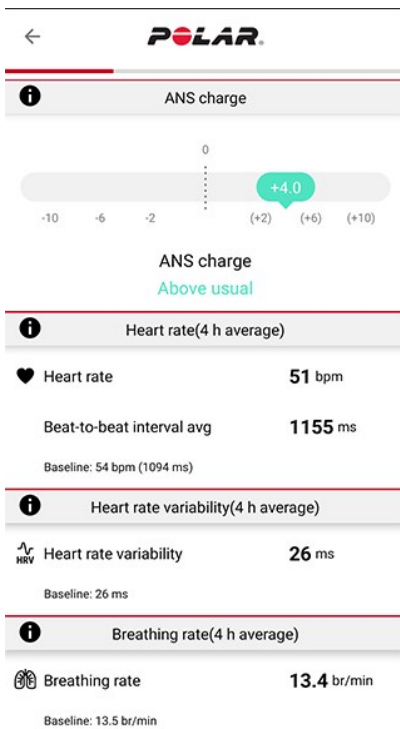 POLAR.
ANS charge
0
+4.0
-10 -6 -2 (+2) (+6) (+10)
ANS charge
Above usual
Heart rate(4 h average)
Heart rate 51 bpm
Beat-to-beat interval avg 1155 ms
Baseline: 54 bpm (1094 ms)
Heart rate variability(4 h average)
HRV Heart rate variability 26 ms
Baseline: 26 ms
Breathing rate(4 h average)
Breathing rate 13.4 br/min
Baseline: 13.5 br/min